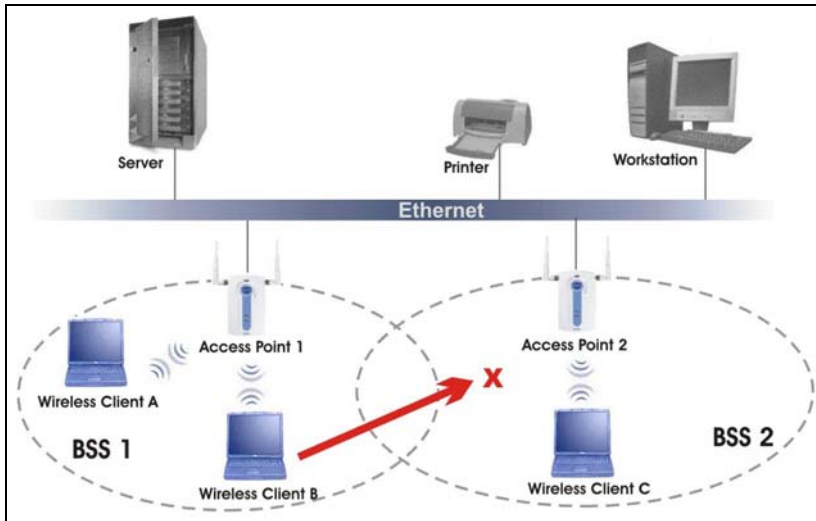 Server
Printer
Workstation
Ethernet
Access Point 1
Access Point 2
Wireless Client A
X
BSS 1
BSS 2
Wireless Client B
Wireless Client C